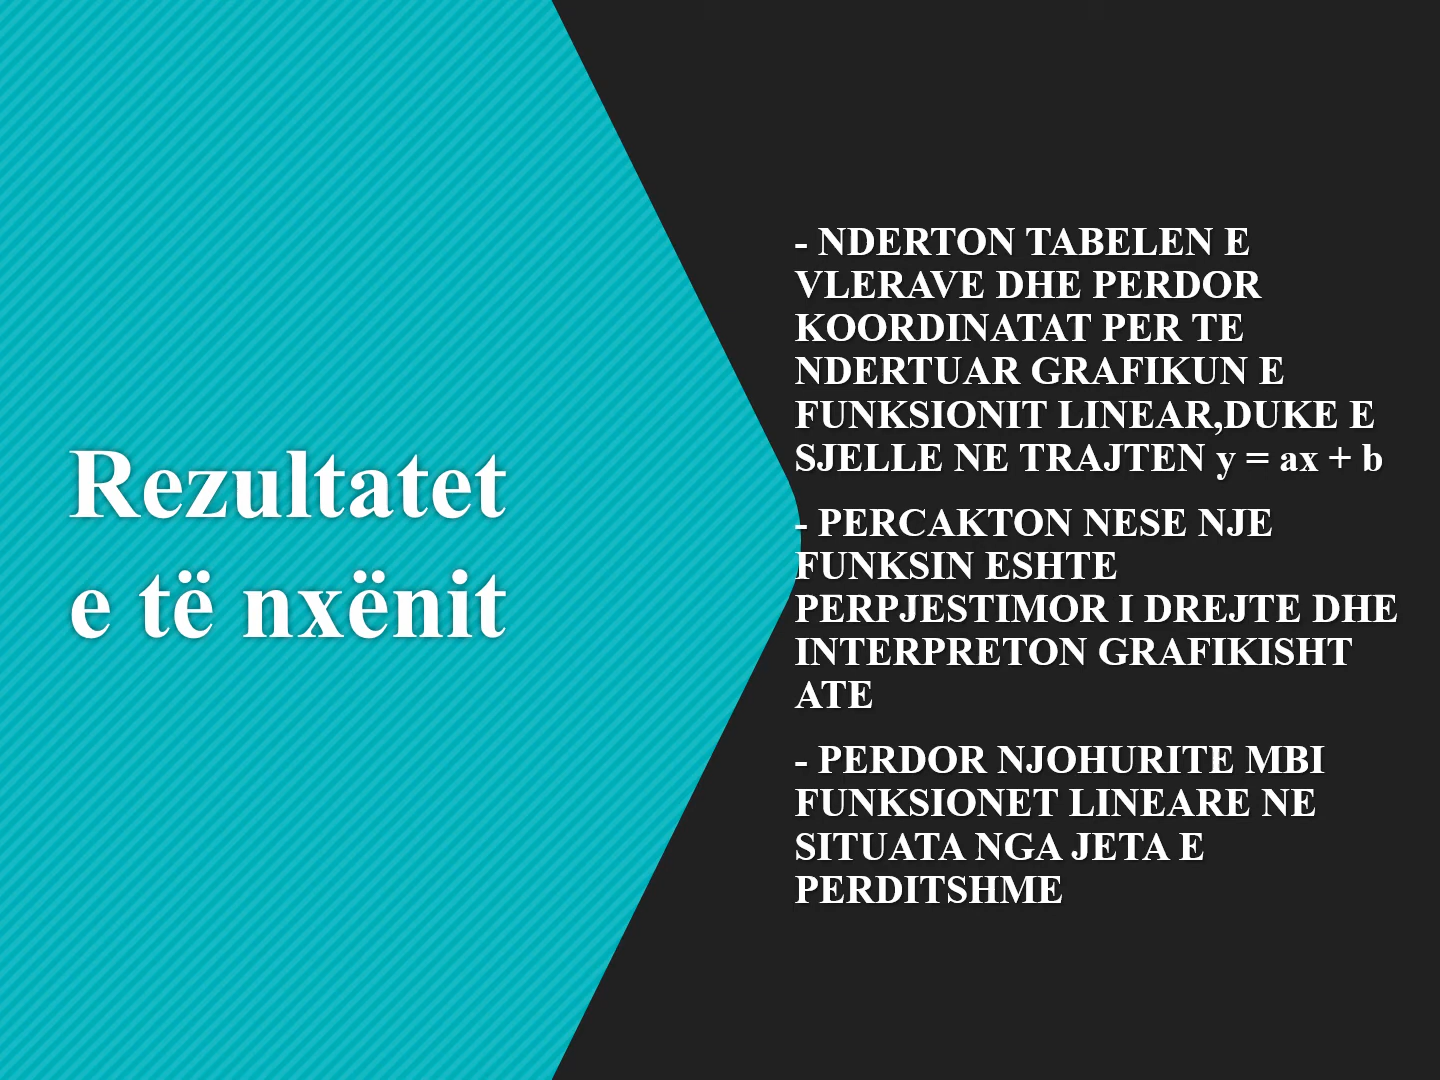 Rezultatet
e të nxënit
- NDERTON TABELEN E
VLERAVE DHE PERDOR
KOORDINATAT PER TE
NDERTUAR GRAFIKUN E
FUNKSIONIT LINEAR,DUKE E
SJELLE NE TRAJTEN y = ax + b
- PERCAKTON NESE NJE
FUNKSIN ESHTE
PERPJESTIMOR I DREJTE DHE
INTERPRETON GRAFIKISHT
ATE
- PERDOR NJOHURITE MBI
FUNKSIONET LINEARE NE
SITUATA NGA JETA E
PERDITSHME